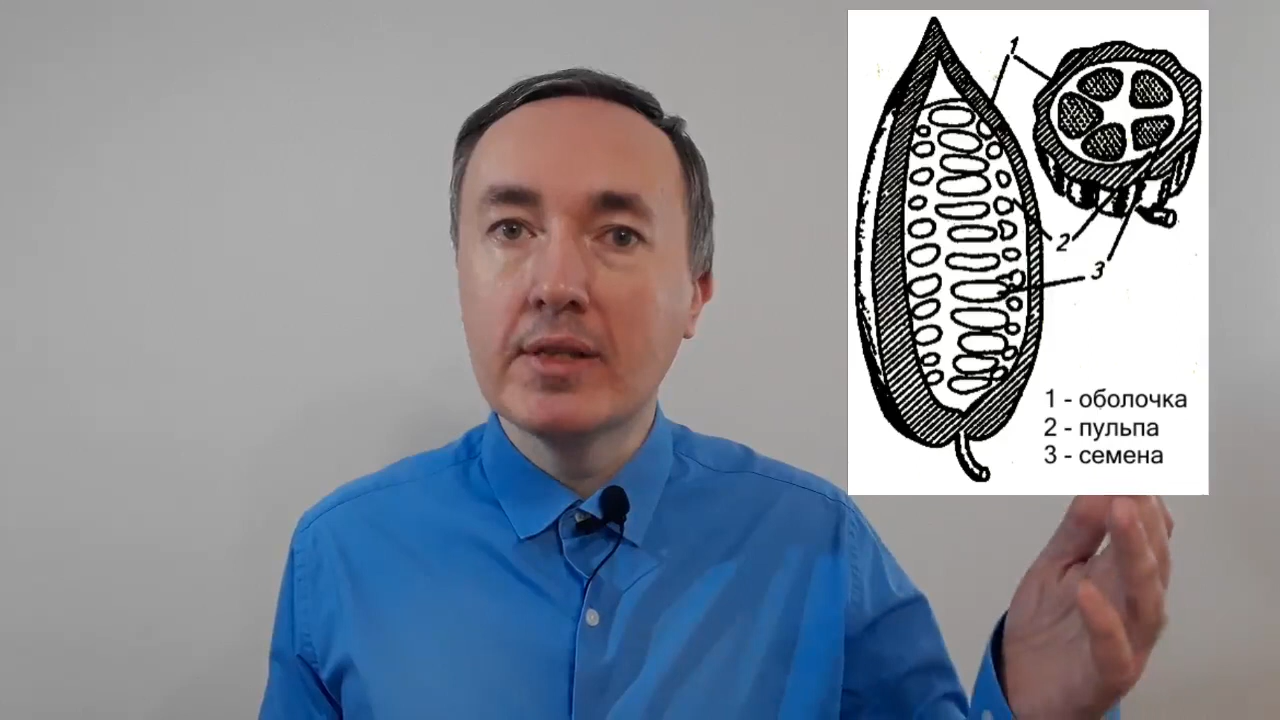 1
2
3
1 - оболочка
2 - пульпа
3 - семена